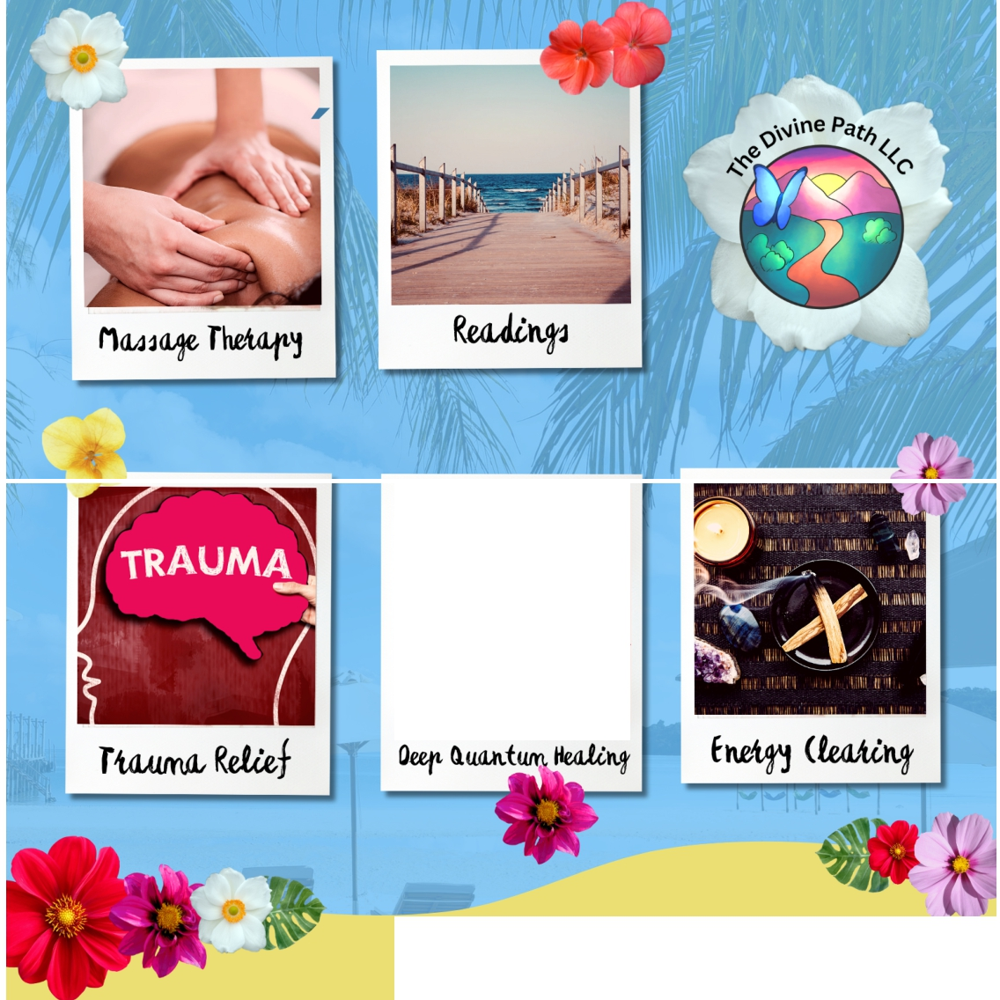 The Divine Path LLC
Massage Therapy
Readings
TRAUMA
Trauma Relief
Deep Quantum Healing
Energy Clearing